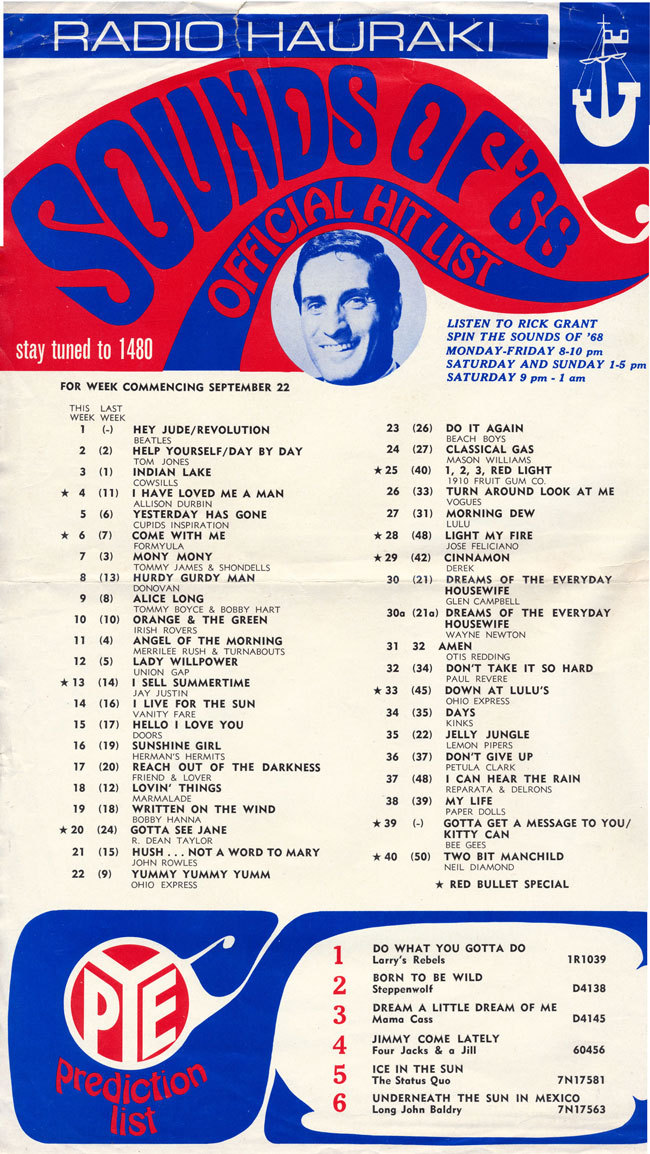 RADIO HAURAKI
SOUNDS OF '68
OFFICIAL HIT LIST
stay tuned to 1480
LISTEN TO RICK GRANT
SPIN THE SOUNDS OF '68
MONDAY-FRIDAY 8-10 pm
SATURDAY AND SUNDAY 1-5 pm
SATURDAY 9 pm - 1 am
FOR WEEK COMMENCING SEPTEMBER 22
THIS LAST
WEEK WEEK
1 (-) HEY JUDE/REVOLUTION
BEATLES
2 (2) HELP YOURSELF/DAY BY DAY
TOM JONES
3 (1) INDIAN LAKE
COWSILLS
★ 4 (11) I HAVE LOVED ME A MAN
ALLISON DURBIN
5 (6) YESTERDAY HAS GONE
CUPIDS INSPIRATION
★ 6 (7) COME WITH ME
FORMYULA
7 (3) MONY MONY
TOMMY JAMES & SHONDELLS
8 (13) HURDY GURDY MAN
DONOVAN
9 (8) ALICE LONG
TOMMY BOYCE & BOBBY HART
10 (10) ORANGE & THE GREEN
IRISH ROVERS
11 (4) ANGEL OF THE MORNING
MERRILEE RUSH & TURNABOUTS
12 (5) LADY WILLPOWER
UNION GAP
★ 13 (14) I SELL SUMMERTIME
JAY JUSTIN
14 (16) I LIVE FOR THE SUN
VANITY FARE
15 (17) HELLO I LOVE YOU
DOORS
16 (19) SUNSHINE GIRL
HERMAN'S HERMITS
17 (20) REACH OUT OF THE DARKNESS
FRIEND & LOVER
18 (12) LOVIN' THINGS
MARMALADE
19 (18) WRITTEN ON THE WIND
BOBBY HANNA
★ 20 (24) GOTTA SEE JANE
R. DEAN TAYLOR
21 (15) HUSH . . . NOT A WORD TO MARY
JOHN ROWLES
22 (9) YUMMY YUMMY YUMM
OHIO EXPRESS
23 (26) DO IT AGAIN
BEACH BOYS
24 (27) CLASSICAL GAS
MASON WILLIAMS
★ 25 (40) 1, 2, 3, RED LIGHT
1910 FRUIT GUM CO.
26 (33) TURN AROUND LOOK AT ME
VOGUES
27 (31) MORNING DEW
LULU
★ 28 (48) LIGHT MY FIRE
JOSE FELICIANO
★ 29 (42) CINNAMON
DEREK
30 (21) DREAMS OF THE EVERYDAY
HOUSEWIFE
GLEN CAMPBELL
30a (21a) DREAMS OF THE EVERYDAY
HOUSEWIFE
WAYNE NEWTON
31 32 AMEN
OTIS REDDING
32 (34) DON'T TAKE IT SO HARD
PAUL REVERE
★ 33 (45) DOWN AT LULU'S
OHIO EXPRESS
34 (35) DAYS
KINKS
35 (22) JELLY JUNGLE
LEMON PIPERS
36 (37) DON'T GIVE UP
PETULA CLARK
37 (48) I CAN HEAR THE RAIN
REPARATA & DELRONS
38 (39) MY LIFE
PAPER DOLLS
★ 39 (-) GOTTA GET A MESSAGE TO YOU/
KITTY CAN
BEE GEES
★ 40 (50) TWO BIT MANCHILD
NEIL DIAMOND
★ RED BULLET SPECIAL
PYE
prediction
list
1 DO WHAT YOU GOTTA DO
Larry's Rebels 1R1039
2 BORN TO BE WILD
Steppenwolf D4138
3 DREAM A LITTLE DREAM OF ME
Mama Cass D4145
4 JIMMY COME LATELY
Four Jacks & a Jill 60456
5 ICE IN THE SUN
The Status Quo 7N17581
6 UNDERNEATH THE SUN IN MEXICO
Long John Baldry 7N17563